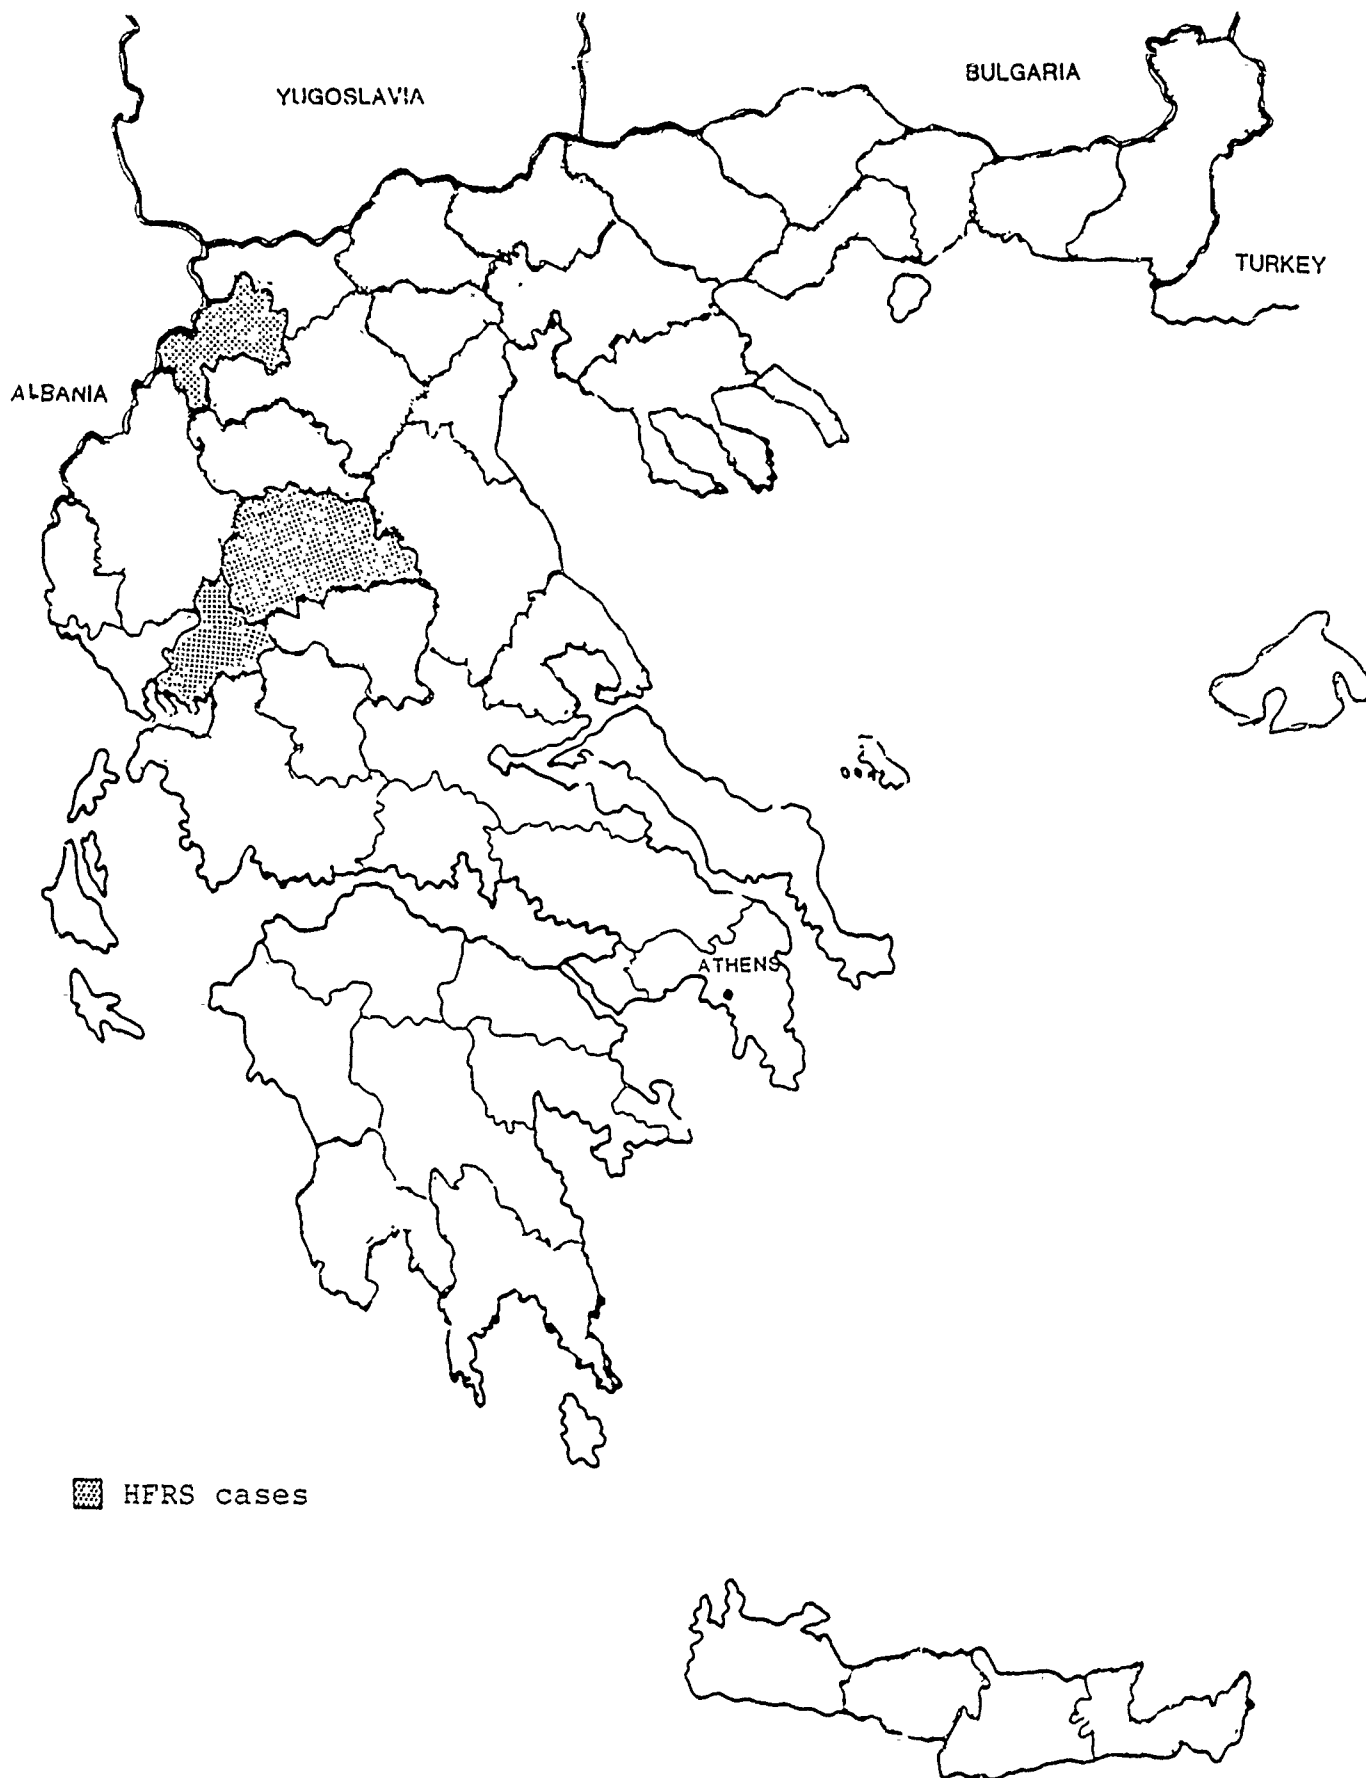 BULGARIA
YUGOSLAVIA
TURKEY
ALBANIA
ATHENS
HFRS cases